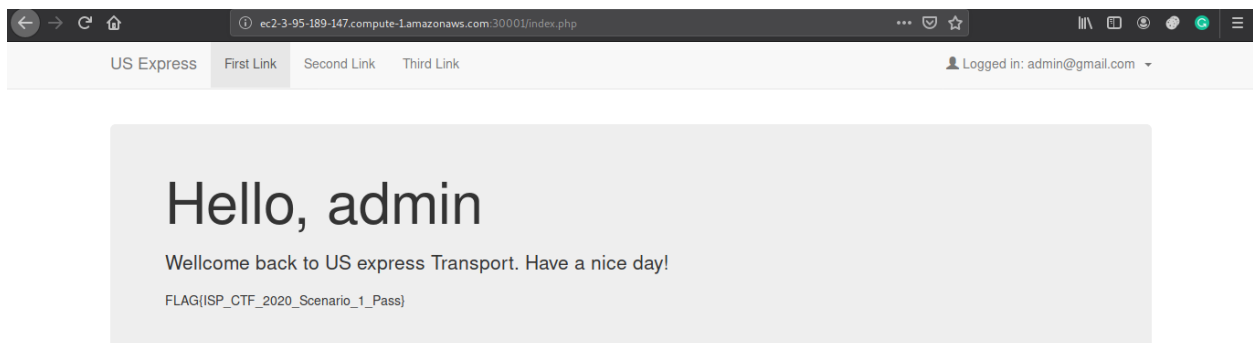 ec2-3-95-189-147.compute-1.amazonaws.com:30001/index.php
US Express First Link Second Link Third Link Logged in: admin@gmail.com
Hello, admin
Wellcome back to US express Transport. Have a nice day!
FLAG{ISP_CTF_2020_Scenario_1_Pass}